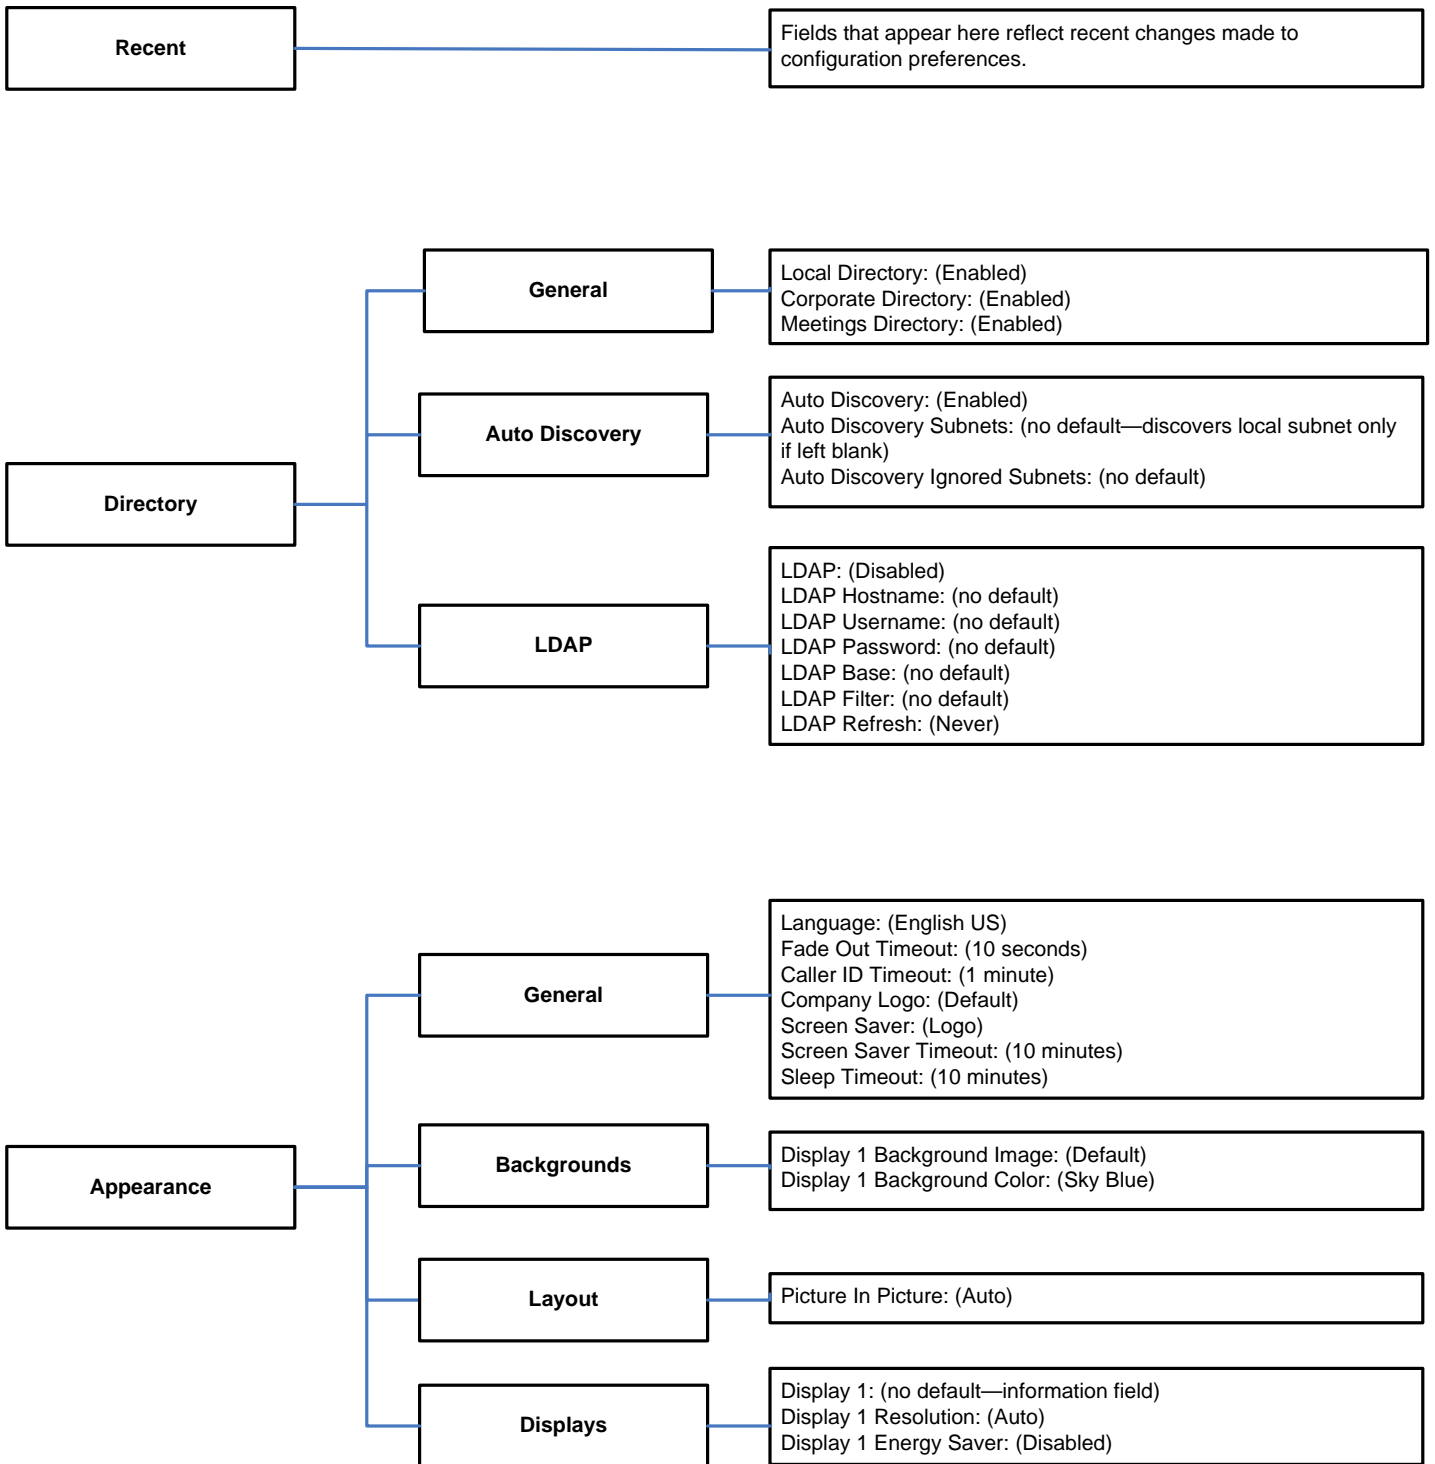 Recent
Fields that appear here reflect recent changes made to
configuration preferences.
General
Local Directory: (Enabled)
Corporate Directory: (Enabled)
Meetings Directory: (Enabled)
Auto Discovery
Auto Discovery: (Enabled)
Auto Discovery Subnets: (no default—discovers local subnet only
if left blank)
Auto Discovery Ignored Subnets: (no default)
Directory
LDAP
LDAP: (Disabled)
LDAP Hostname: (no default)
LDAP Username: (no default)
LDAP Password: (no default)
LDAP Base: (no default)
LDAP Filter: (no default)
LDAP Refresh: (Never)
General
Language: (English US)
Fade Out Timeout: (10 seconds)
Caller ID Timeout: (1 minute)
Company Logo: (Default)
Screen Saver: (Logo)
Screen Saver Timeout: (10 minutes)
Sleep Timeout: (10 minutes)
Appearance
Backgrounds
Display 1 Background Image: (Default)
Display 1 Background Color: (Sky Blue)
Layout
Picture In Picture: (Auto)
Displays
Display 1: (no default—information field)
Display 1 Resolution: (Auto)
Display 1 Energy Saver: (Disabled)